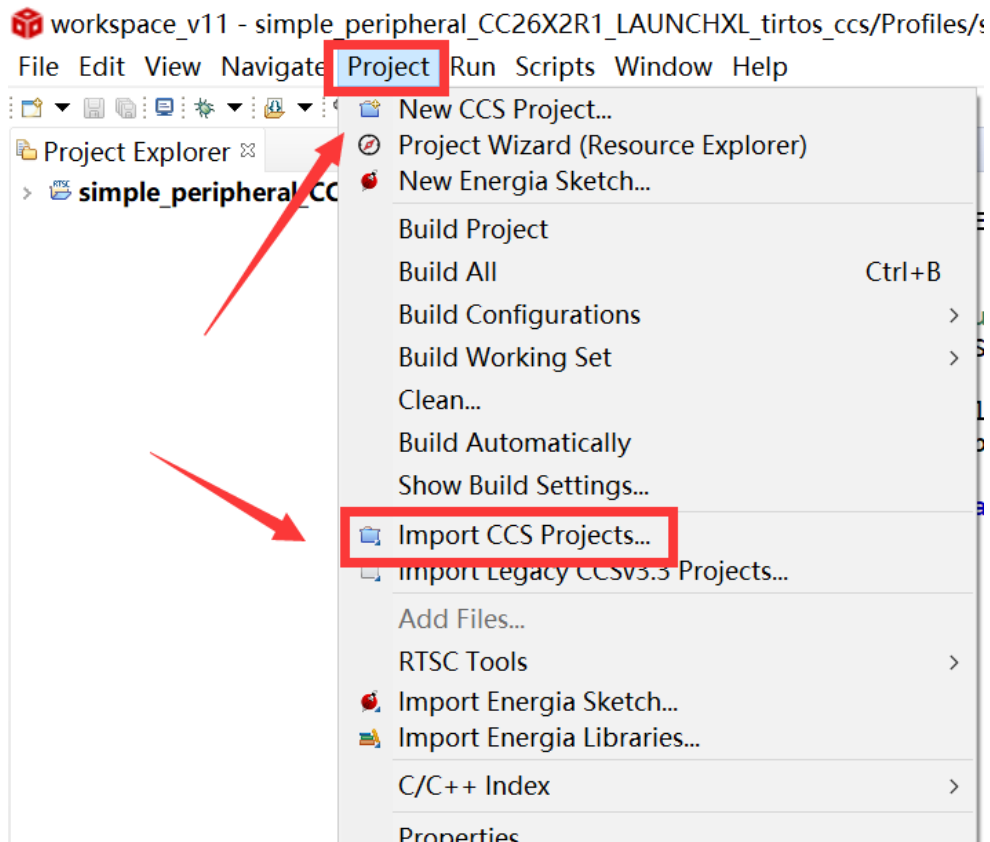 workspace_v11 - simple_peripheral_CC26X2R1_LAUNCHXL_tirtos_ccs/Profiles/s
File Edit View Navigate Project Run Scripts Window Help
Project Explorer
simple_peripheral_CC
New CCS Project...
Project Wizard (Resource Explorer)
New Energia Sketch...
Build Project
Build All Ctrl+B
Build Configurations
Build Working Set
Clean...
Build Automatically
Show Build Settings...
Import CCS Projects...
Import Legacy CCSv3.3 Projects...
Add Files...
RTSC Tools
Import Energia Sketch...
Import Energia Libraries...
C/C++ Index
Properties